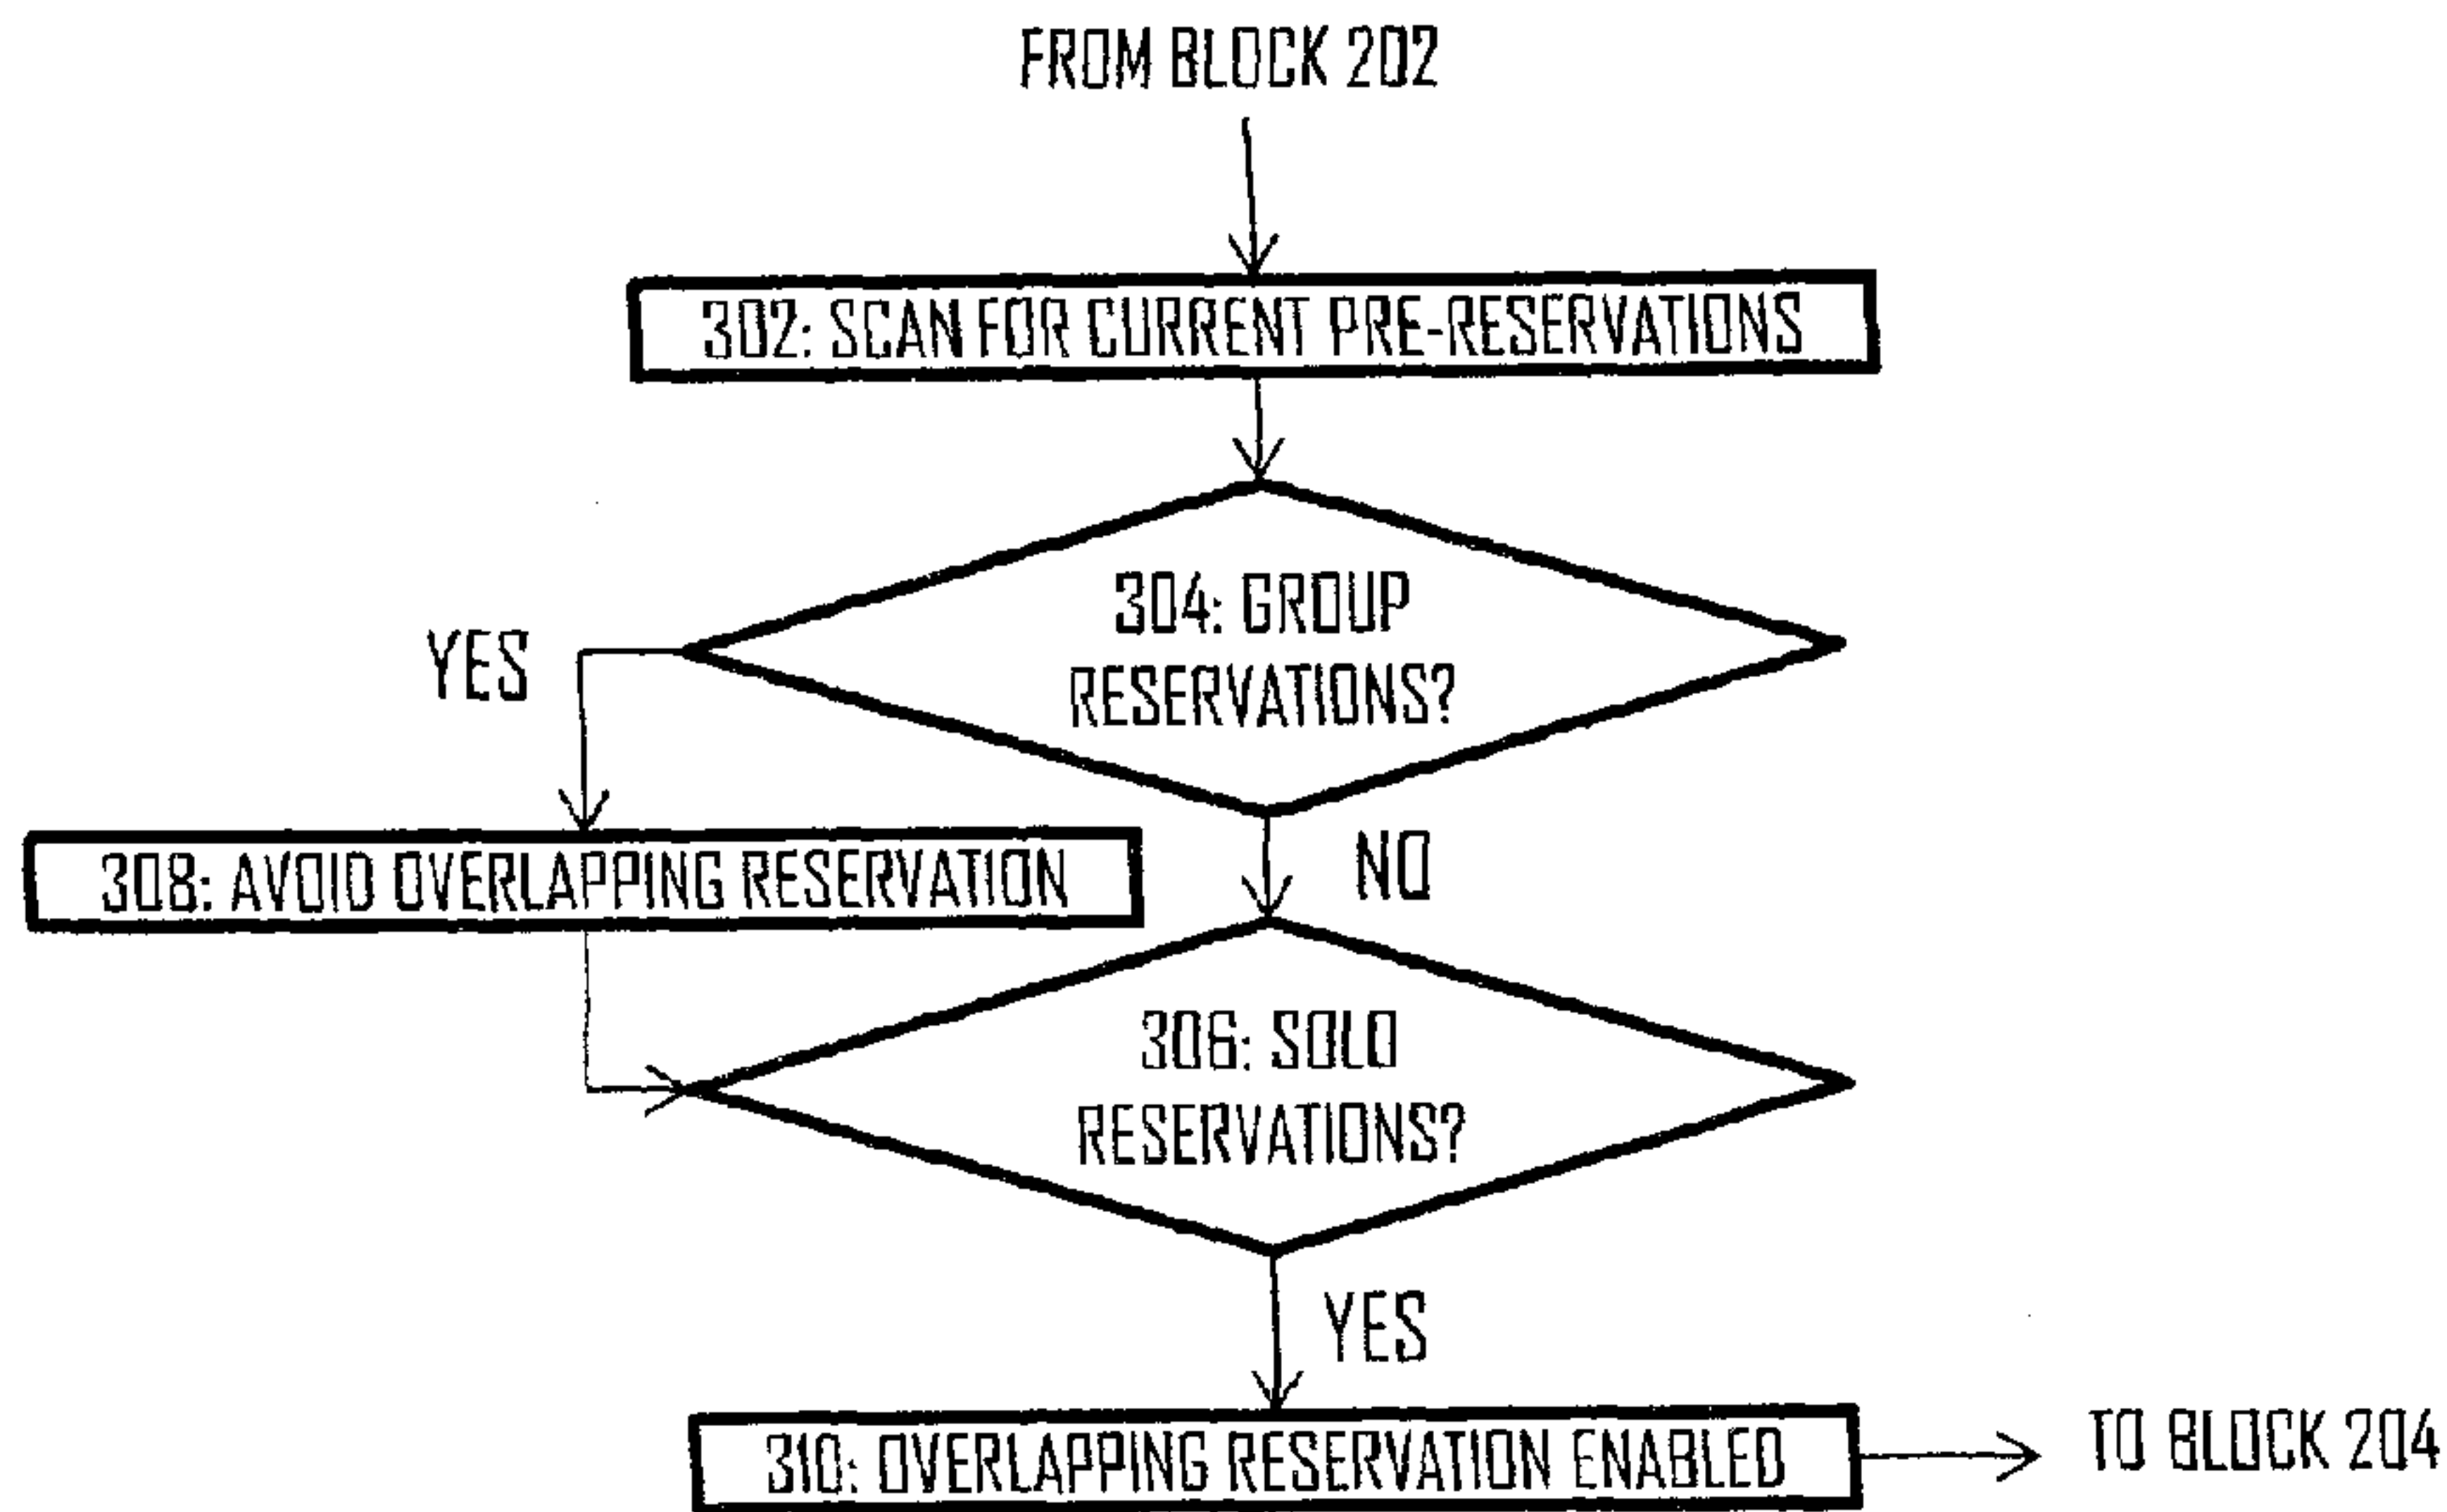 FROM BLOCK 202
302: SCAN FOR CURRENT PRE-RESERVATIONS
304: GROUP
RESERVATIONS?
YES
308: AVOID OVERLAPPING RESERVATION
NO
306: SOLO
RESERVATIONS?
YES
310: OVERLAPPING RESERVATION ENABLED
TO BLOCK 204